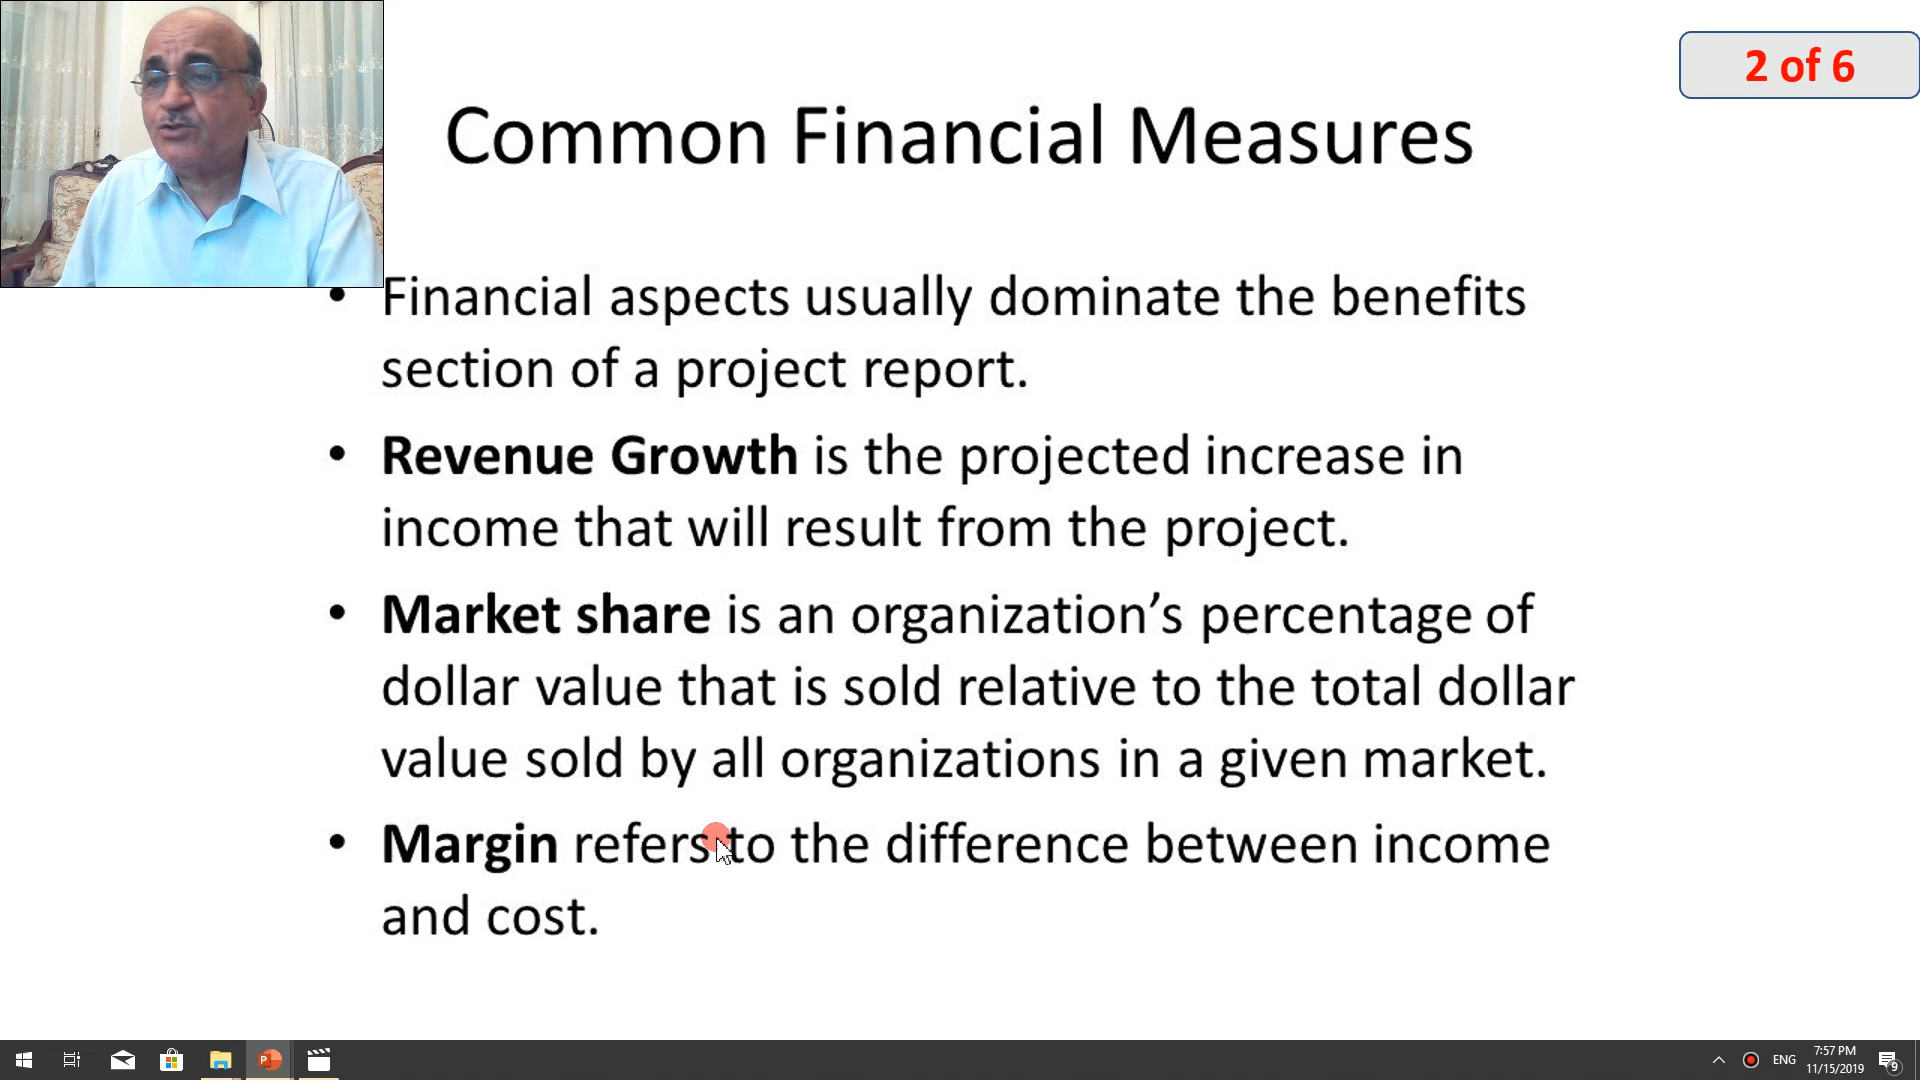 2 of 6
Common Financial Measures
• Financial aspects usually dominate the benefits
section of a project report.
• Revenue Growth is the projected increase in
income that will result from the project.
• Market share is an organization’s percentage of
dollar value that is sold relative to the total dollar
value sold by all organizations in a given market.
• Margin refers to the difference between income
and cost.
ENG
7:57 PM
11/15/2019
9
P